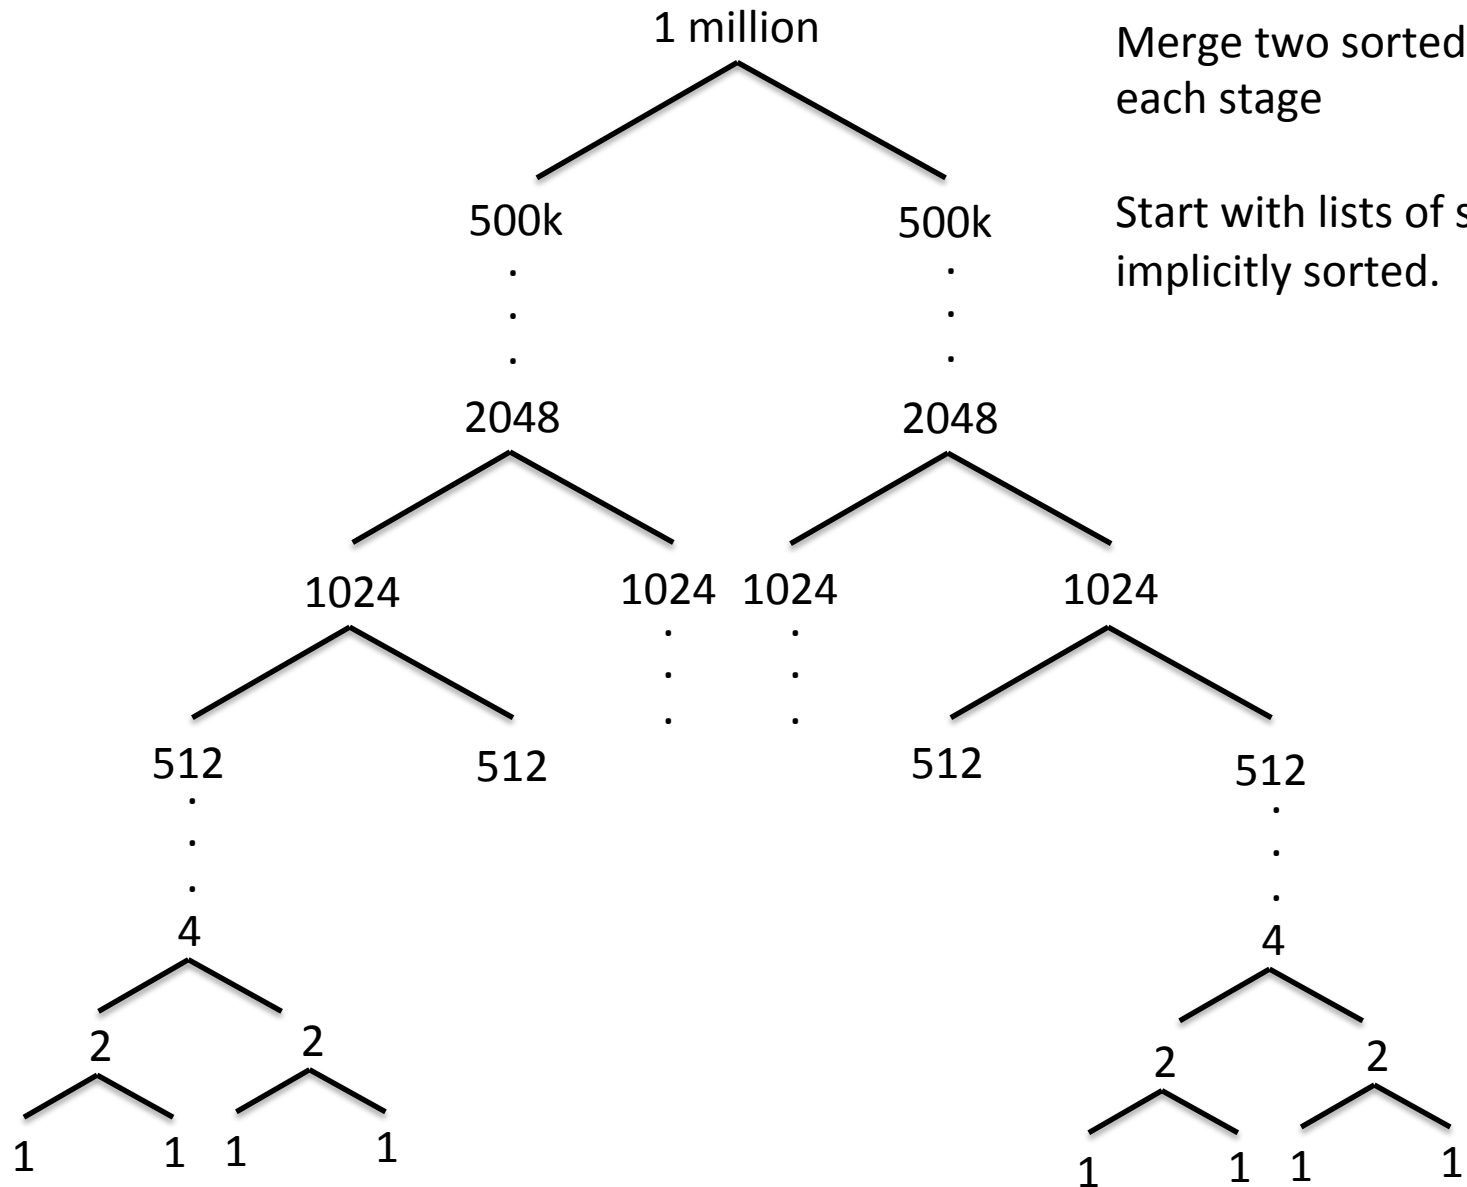 1 million
Merge two sorted
each stage
500k 500k
Start with lists of
implicitly sorted.
2048 2048
1024 1024 1024 1024
512 512 512 512
4 4
2 2 2 2
1 1 1 1 1 1 1 1